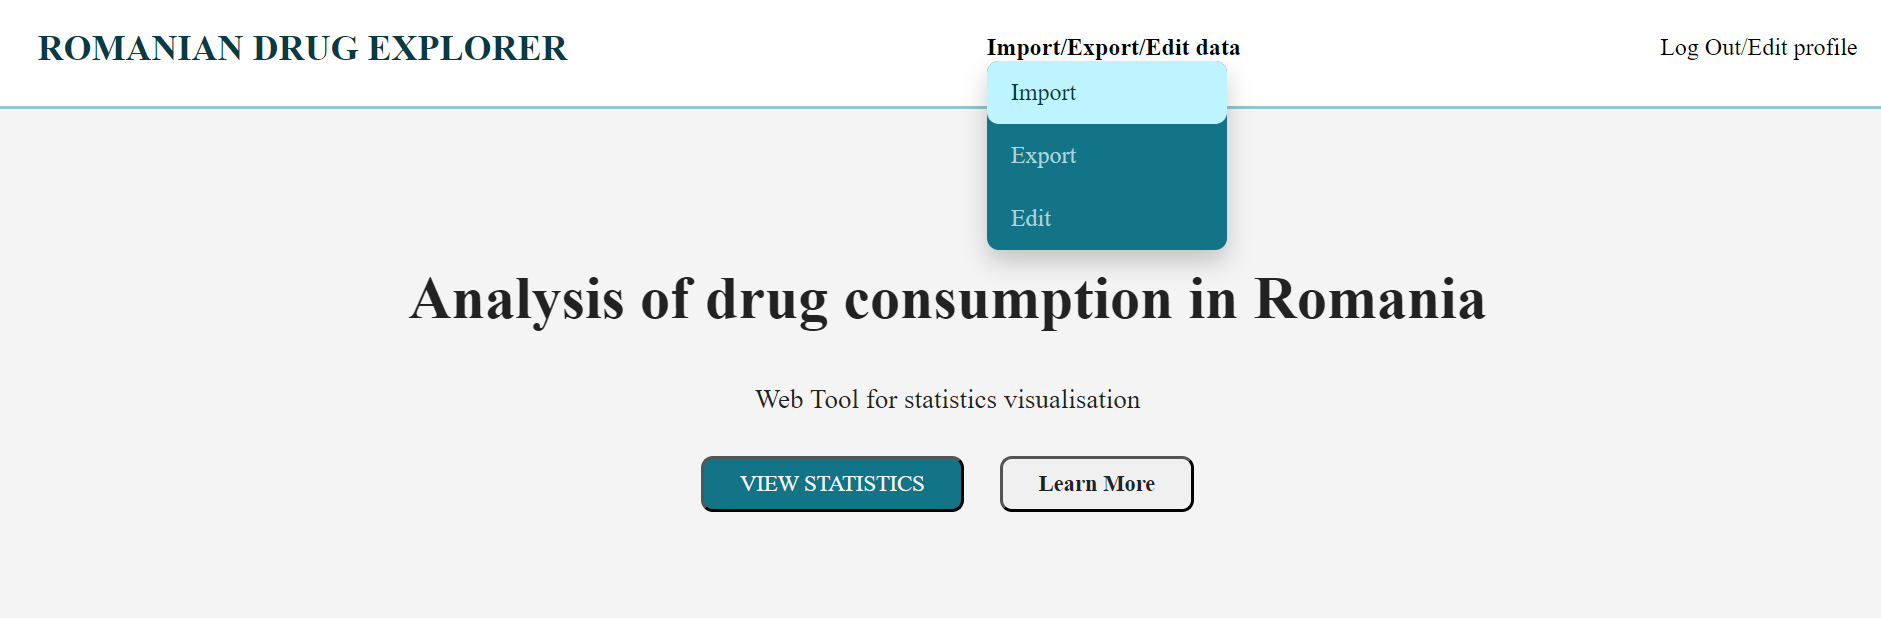 ROMANIAN DRUG EXPLORER
Import/Export/Edit data
Log Out/Edit profile
Import
Export
Edit
Analysis of drug consumption in Romania
Web Tool for statistics visualisation
VIEW STATISTICS
Learn More